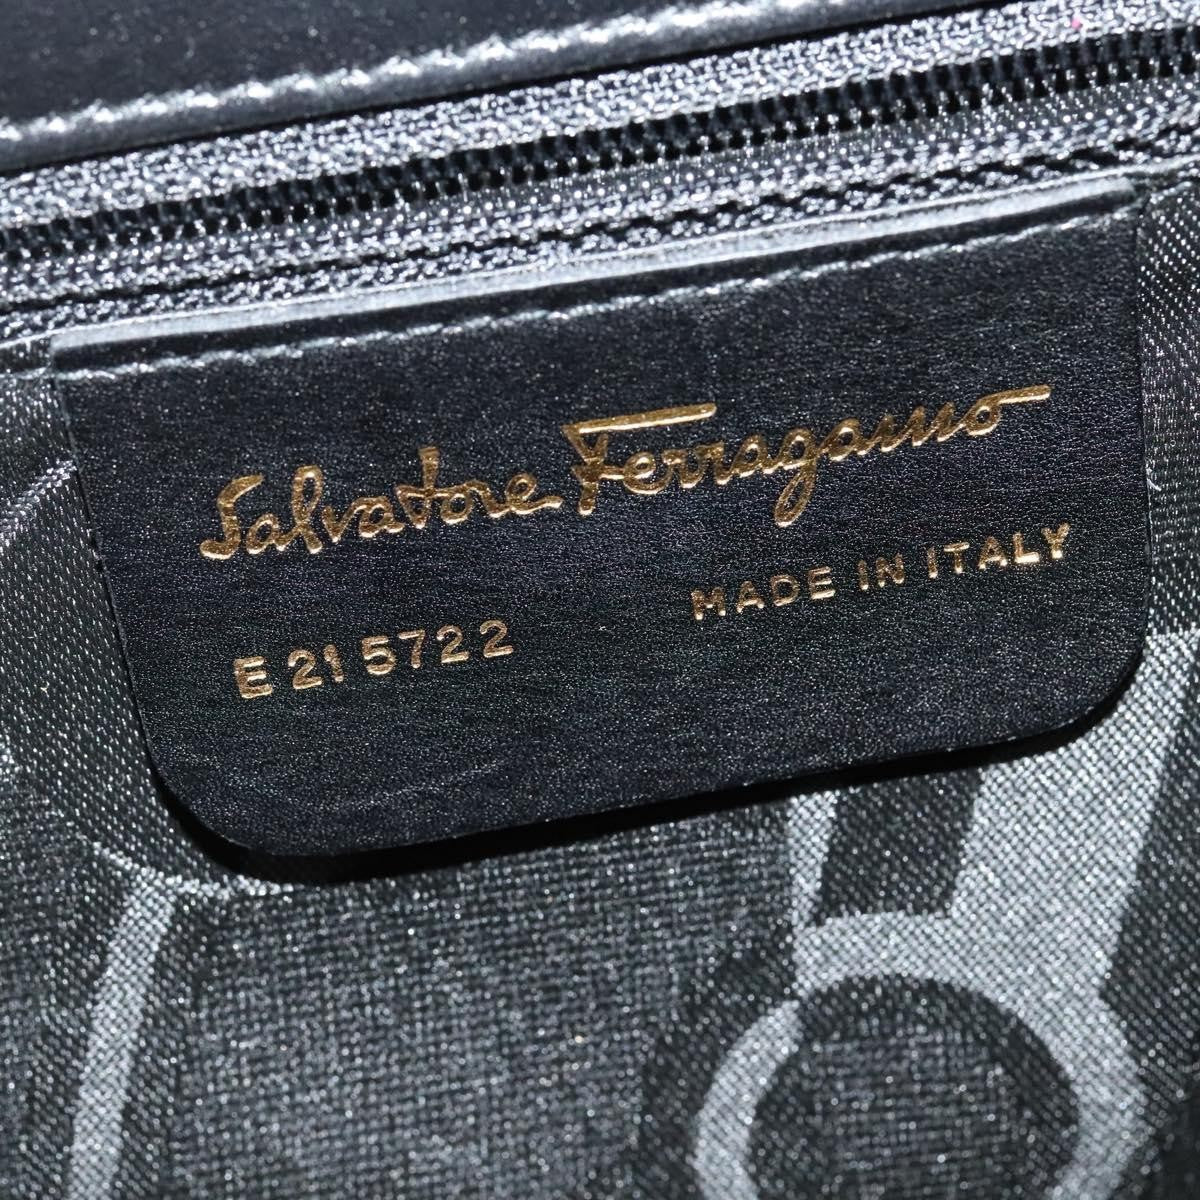 Salvatore Ferragamo
MADE IN ITALY
E 21 5722